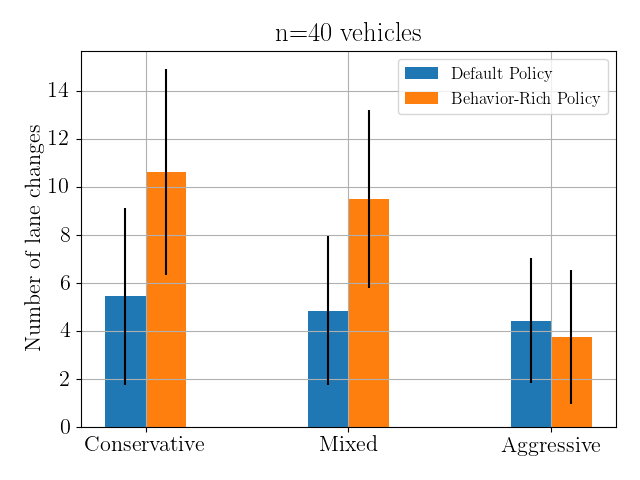 n=40 vehicles
Default Policy
Behavior-Rich Policy
Number of lane changes
14
12
10
8
6
4
2
0
Conservative Mixed Aggressive